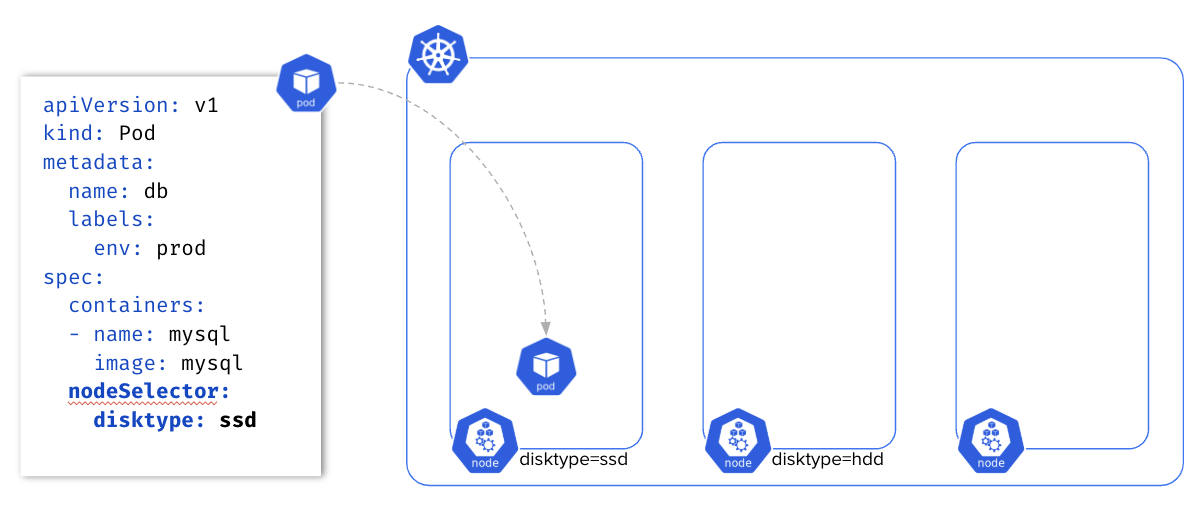 pod
apiVersion: v1
kind: Pod
metadata:
  name: db
  labels:
    env: prod
spec:
  containers:
  - name: mysql
    image: mysql
  nodeSelector:
    disktype: ssd
pod
node
disktype=ssd
node
disktype=hdd
node